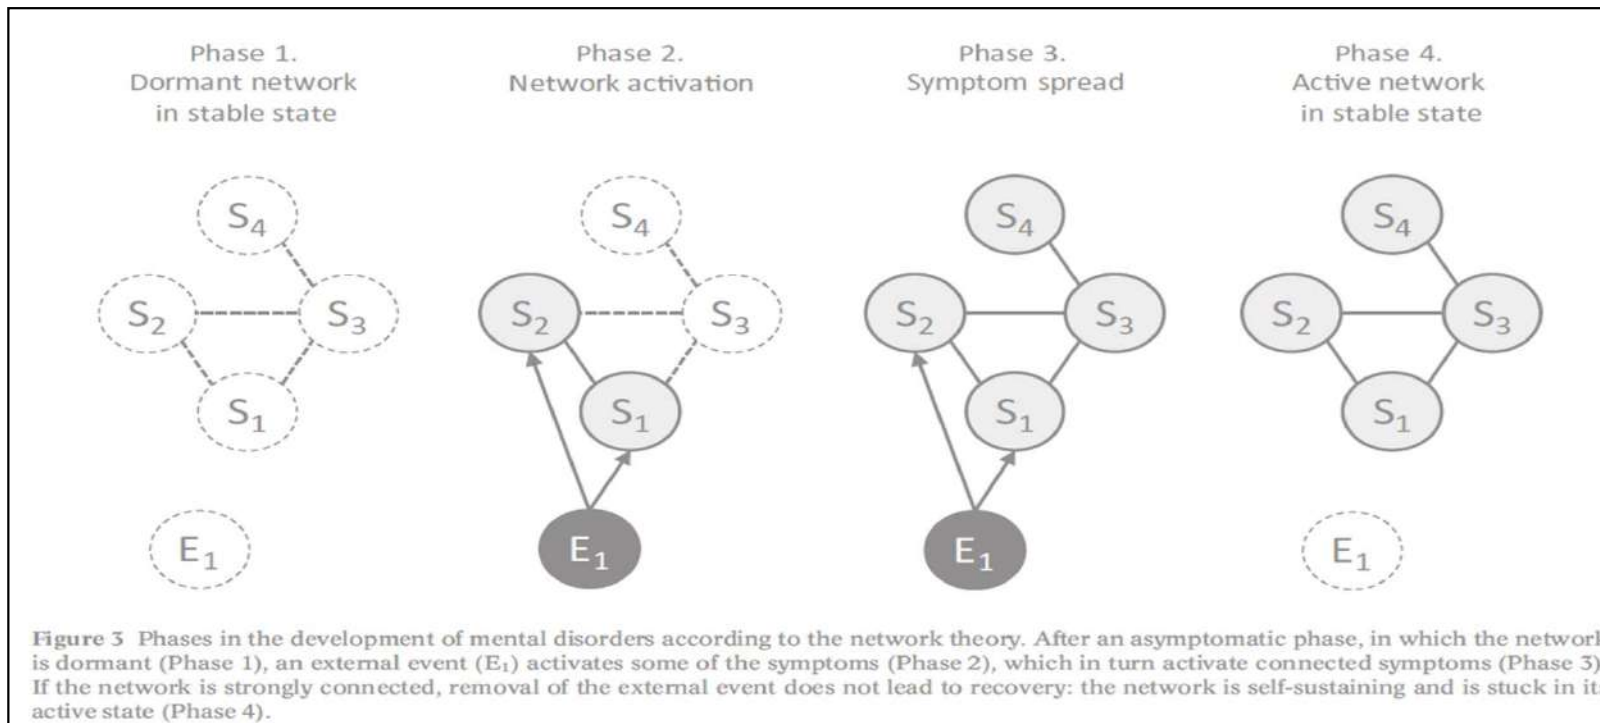 Phase 1.
Dormant network
in stable state
Phase 2.
Network activation
Phase 3.
Symptom spread
Phase 4.
Active network
in stable state
S4
S2
S3
S1
E1
S4
S2
S3
S1
E1
S4
S2
S3
S1
E1
S4
S2
S3
S1
E1
Figure 3 Phases in the development of mental disorders according to the network theory. After an asymptomatic phase, in which the network
is dormant (Phase 1), an external event (E1) activates some of the symptoms (Phase 2), which in turn activate connected symptoms (Phase 3)
If the network is strongly connected, removal of the external event does not lead to recovery: the network is self-sustaining and is stuck in it
active state (Phase 4).